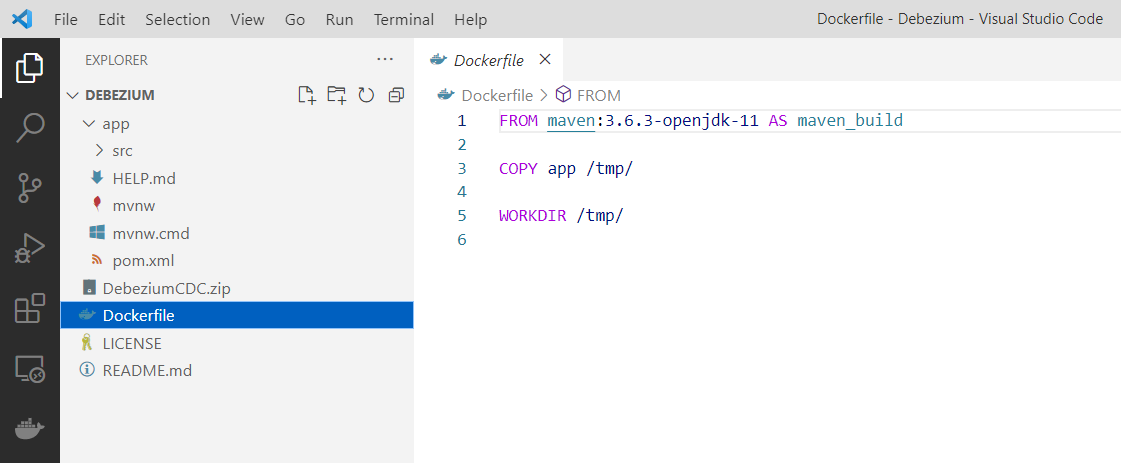 File Edit Selection View Go Run Terminal Help Dockerfile - Debezium - Visual Studio Code
EXPLORER
DEBEZIUM
app
src
HELP.md
mvnw
mvnw.cmd
pom.xml
DebeziumCDC.zip
Dockerfile
LICENSE
README.md
Dockerfile
Dockerfile > FROM
1 FROM maven:3.6.3-openjdk-11 AS maven_build
2
3 COPY app /tmp/
4
5 WORKDIR /tmp/
6